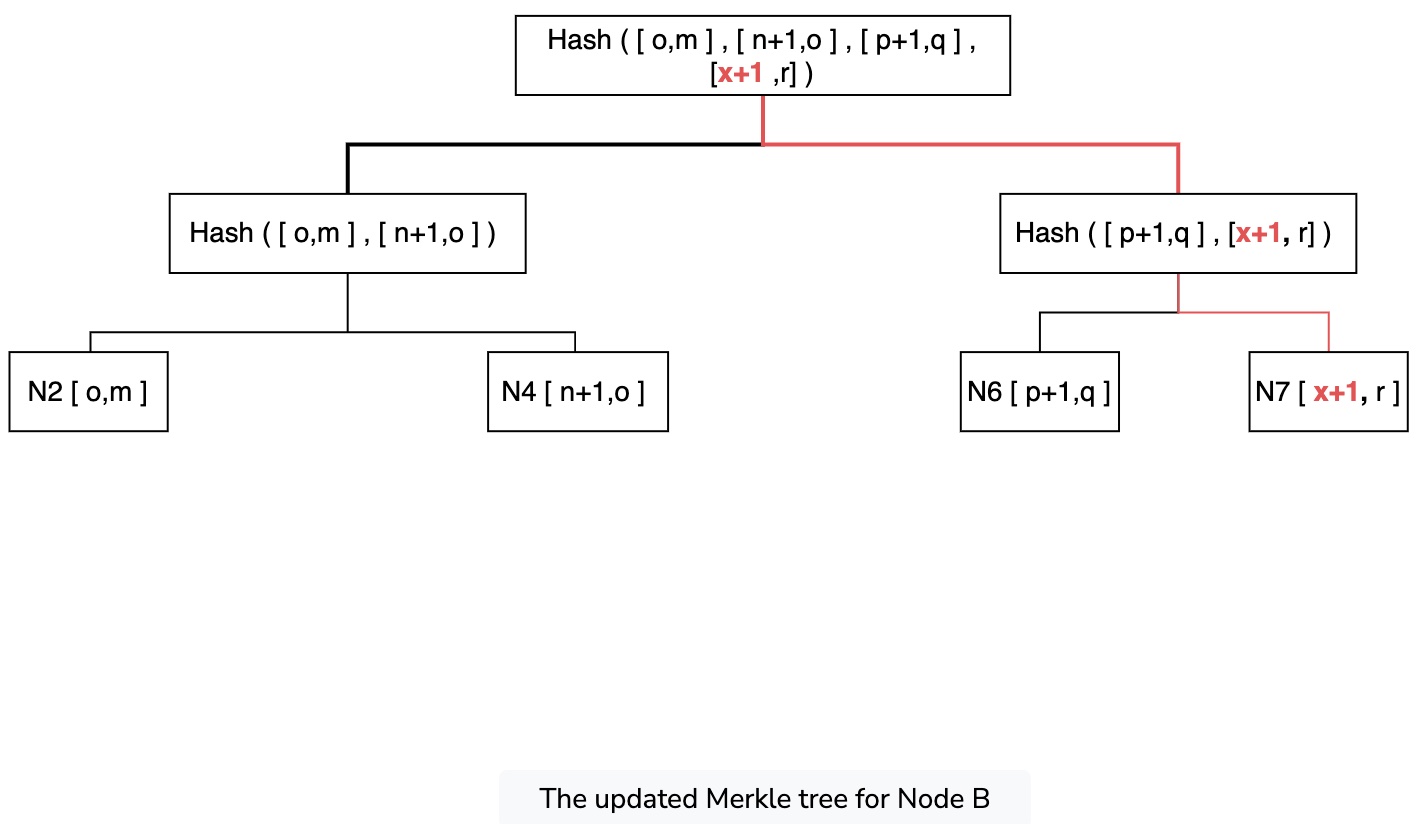 Hash ( [ o,m ] , [ n+1,o ] , [ p+1,q ] ,
[x+1 ,r] )
Hash ( [ o,m ] , [ n+1,o ] )
Hash ( [ p+1,q ] , [x+1, r] )
N2 [ o,m ]
N4 [ n+1,o ]
N6 [ p+1,q ]
N7 [ x+1, r ]
The updated Merkle tree for Node B